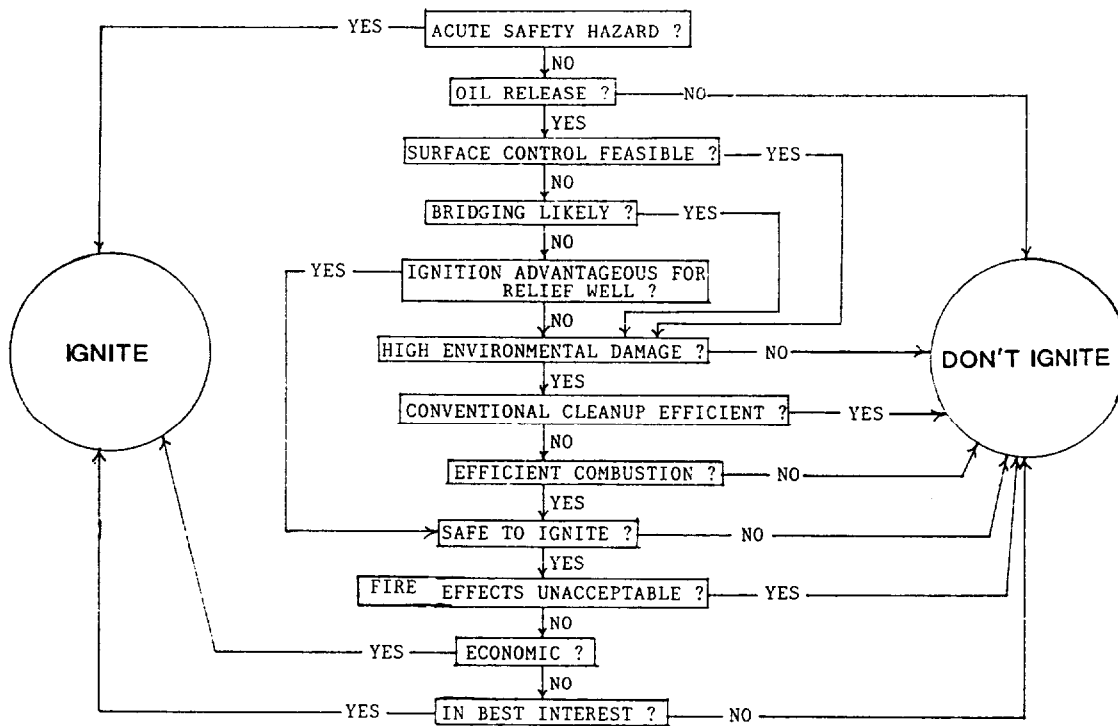 YES
ACUTE SAFETY HAZARD ?
NO
OIL RELEASE ?
NO
YES
SURFACE CONTROL FEASIBLE ?
YES
NO
BRIDGING LIKELY ?
YES
NO
YES
IGNITION ADVANTAGEOUS FOR
RELIEF WELL ?
NO
IGNITE
HIGH ENVIRONMENTAL DAMAGE ?
NO
DON'T IGNITE
YES
CONVENTIONAL CLEANUP EFFICIENT ?
YES
NO
EFFICIENT COMBUSTION ?
NO
YES
SAFE TO IGNITE ?
NO
YES
FIRE EFFECTS UNACCEPTABLE ?
YES
NO
YES
ECONOMIC ?
NO
YES
IN BEST INTEREST ?
NO